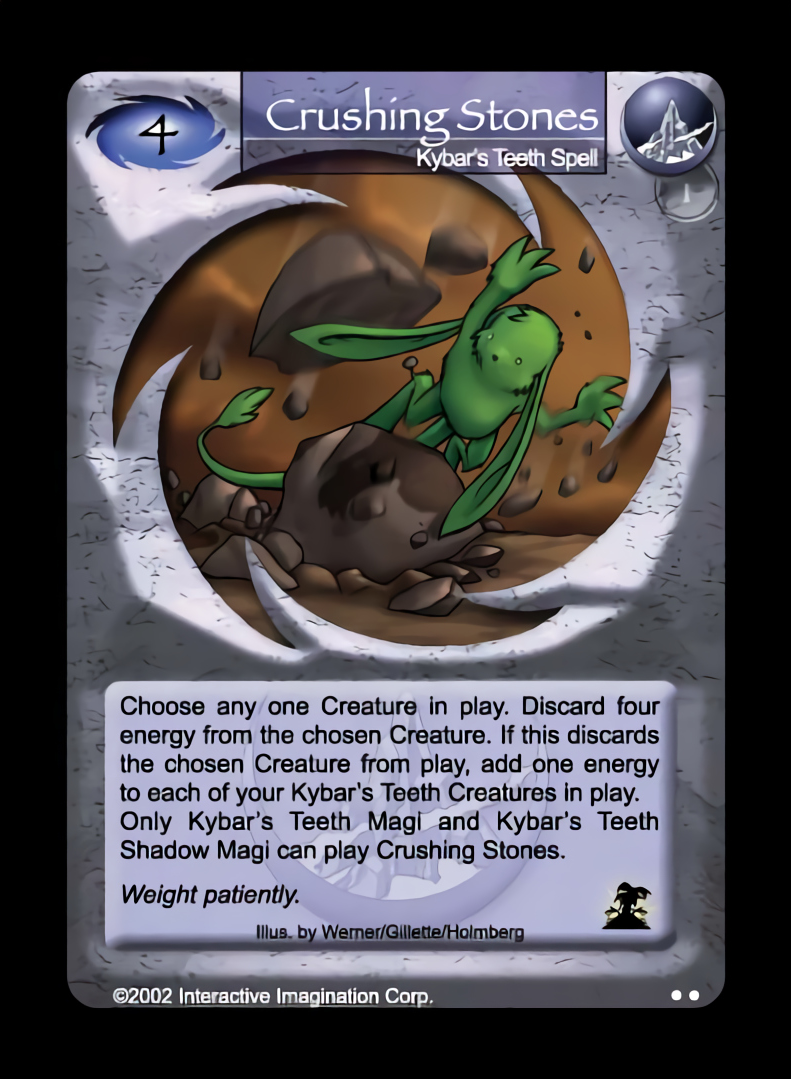 4
Crushing Stones
Kybar's Teeth Spell
1
Choose any one Creature in play. Discard four
energy from the chosen Creature. If this discards
the chosen Creature from play, add one energy
to each of your Kybar's Teeth Creatures in play.
Only Kybar's Teeth Magi and Kybar's Teeth
Shadow Magi can play Crushing Stones.
Weight patiently.
Illus. by Werner/Gillette/Holmberg
©2002 Interactive Imagination Corp.